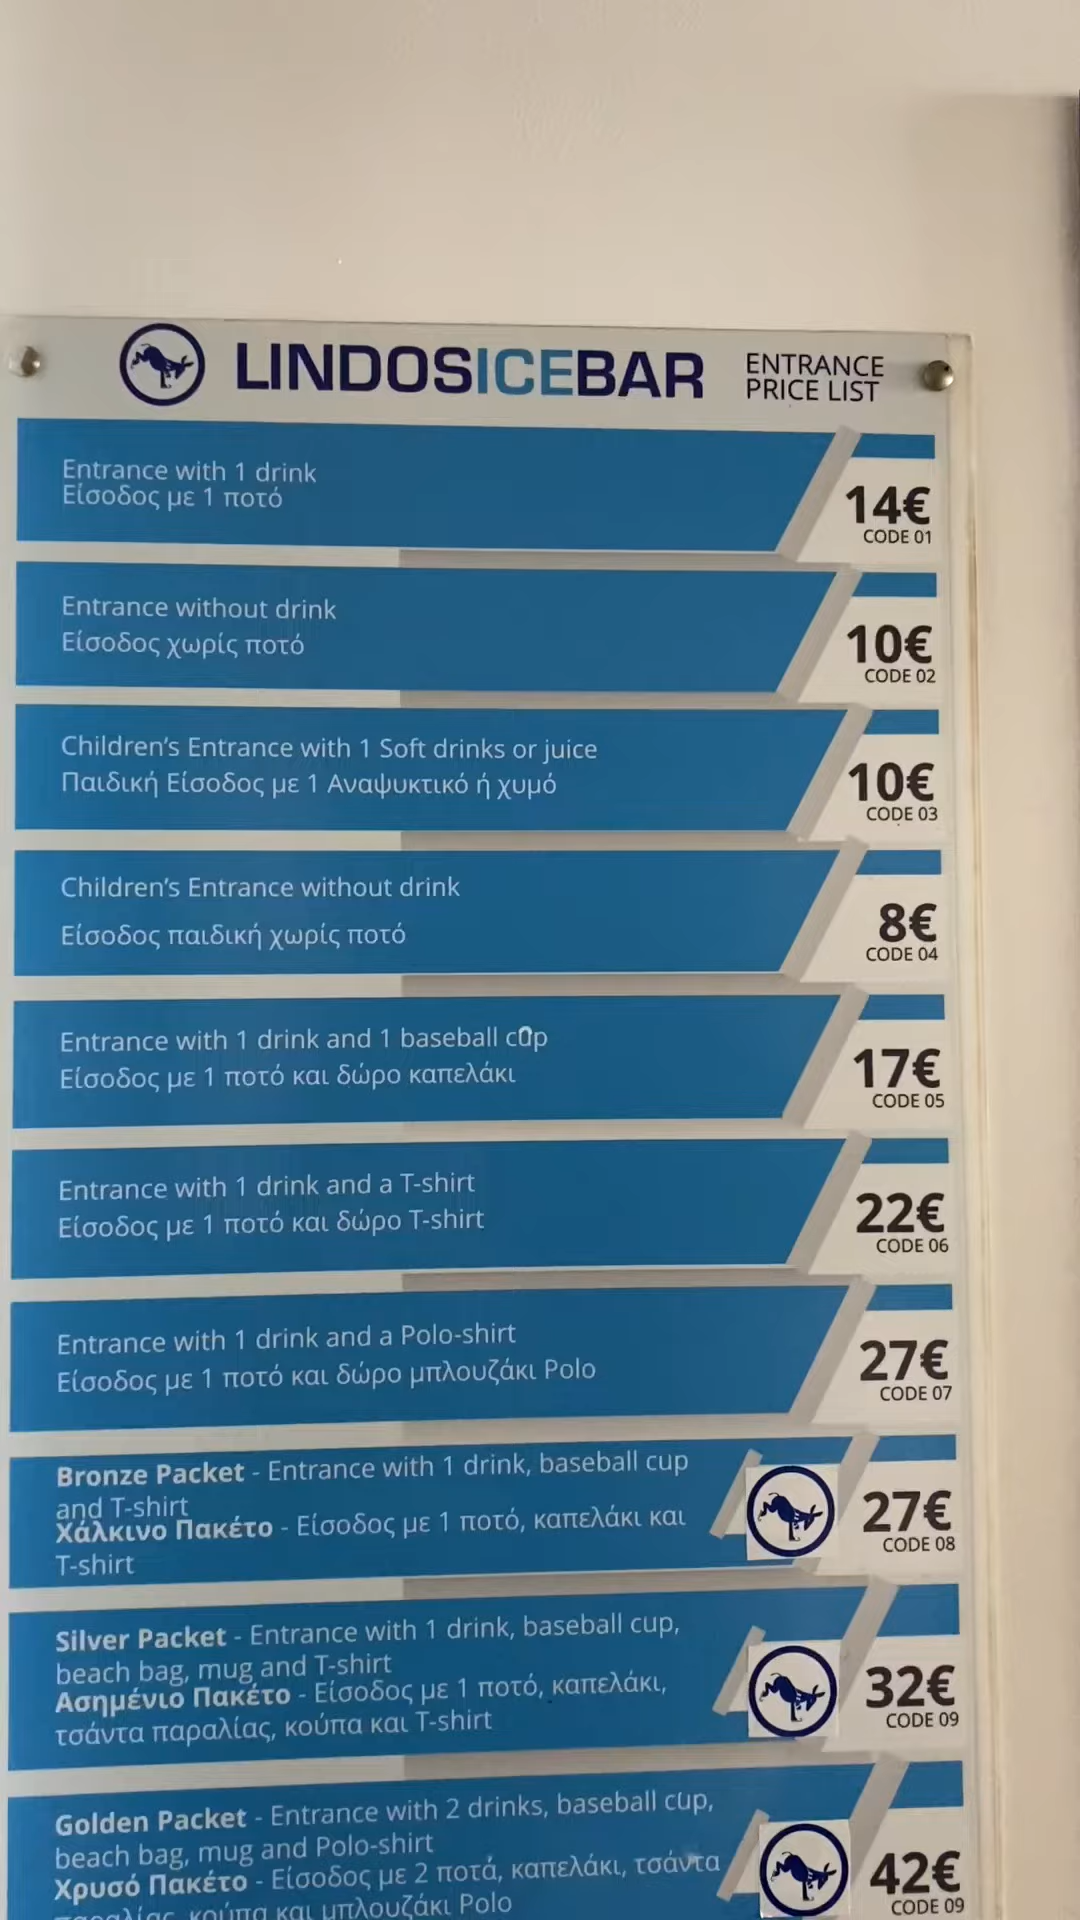 LINDOSICEBAR
ENTRANCE
PRICE LIST
Entrance with 1 drink
Είσοδος με 1 ποτό
14€
CODE 01
Entrance without drink
Είσοδος χωρίς ποτό
10€
CODE 02
Children's Entrance with 1 Soft drinks or juice
Παιδική Είσοδος με 1 Αναψυκτικό ή χυμό
10€
CODE 03
Children's Entrance without drink
Είσοδος παιδική χωρίς ποτό
8€
CODE 04
Entrance with 1 drink and 1 baseball cup
Είσοδος με 1 ποτό και δώρο καπελάκι
17€
CODE 05
Entrance with 1 drink and a T-shirt
Είσοδος με 1 ποτό και δώρο T-shirt
22€
CODE 06
Entrance with 1 drink and a Polo-shirt
Είσοδος με 1 ποτό και δώρο μπλουζάκι Polo
27€
CODE 07
Bronze Packet - Entrance with 1 drink, baseball cup
and T-shirt
Χάλκινο Πακέτο - Είσοδος με 1 ποτό, καπελάκι και
T-shirt
27€
CODE 08
Silver Packet - Entrance with 1 drink, baseball cup,
beach bag, mug and T-shirt
Ασημένιο Πακέτο - Είσοδος με 1 ποτό, καπελάκι,
τσάντα παραλίας, κούπα και T-shirt
32€
CODE 09
Golden Packet - Entrance with 2 drinks, baseball cup,
beach bag, mug and Polo-shirt
Χρυσό Πακέτο - Είσοδος με 2 ποτά, καπελάκι, τσάντα
παραλίας, κούπα και μπλουζάκι Polo
42€
CODE 09